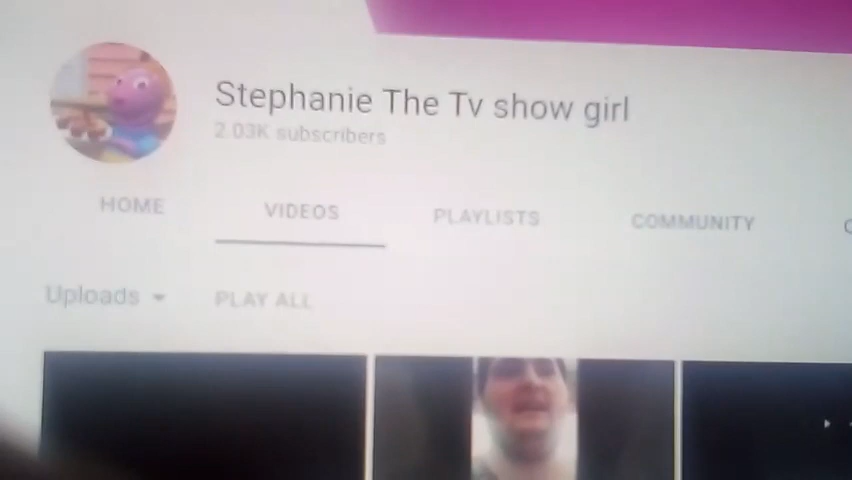 Stephanie The Tv show girl
2.03K subscribers
HOME VIDEOS PLAYLISTS COMMUNITY
Uploads PLAY ALL